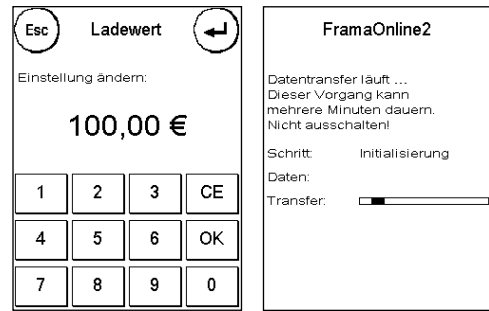 Esc Ladewert
Einstellung ändern:
100,00 €
1 2 3 CE
4 5 6 OK
7 8 9 0
FramaOnline2
Datentransfer läuft ...
Dieser Vorgang kann
mehrere Minuten dauern.
Nicht ausschalten!
Schritt: Initialisierung
Daten:
Transfer: